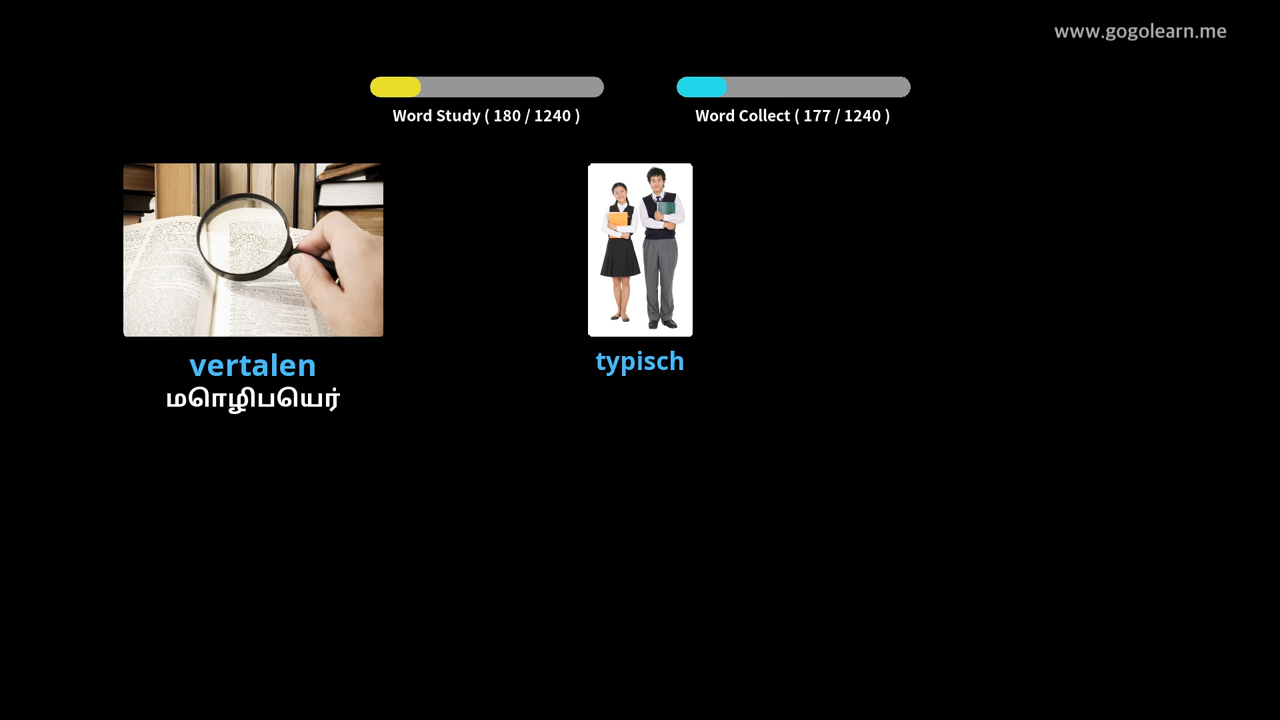 www.gogolearn.me
Word Study ( 180 / 1240 )
Word Collect ( 177 / 1240 )
vertalen
மொழிபெயர்
typisch